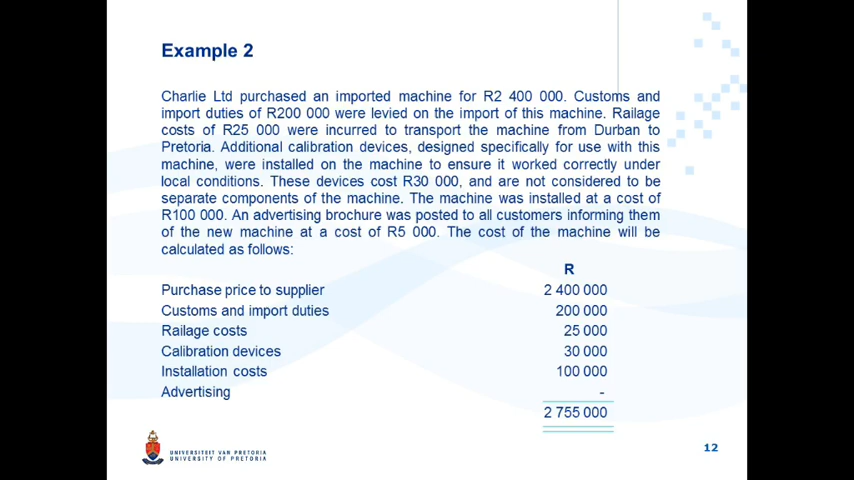 Example 2
Charlie Ltd purchased an imported machine for R2 400 000. Customs and
import duties of R200 000 were levied on the import of this machine. Railage
costs of R25 000 were incurred to transport the machine from Durban to
Pretoria. Additional calibration devices, designed specifically for use with this
machine, were installed on the machine to ensure it worked correctly under
local conditions. These devices cost R30 000, and are not considered to be
separate components of the machine. The machine was installed at a cost of
R100 000. An advertising brochure was posted to all customers informing them
of the new machine at a cost of R5 000. The cost of the machine will be
calculated as follows:
R
Purchase price to supplier 2 400 000
Customs and import duties 200 000
Railage costs 25 000
Calibration devices 30 000
Installation costs 100 000
Advertising -
2 755 000
UNIVERSITEIT VAN PRETORIA
UNIVERSITY OF PRETORIA
12